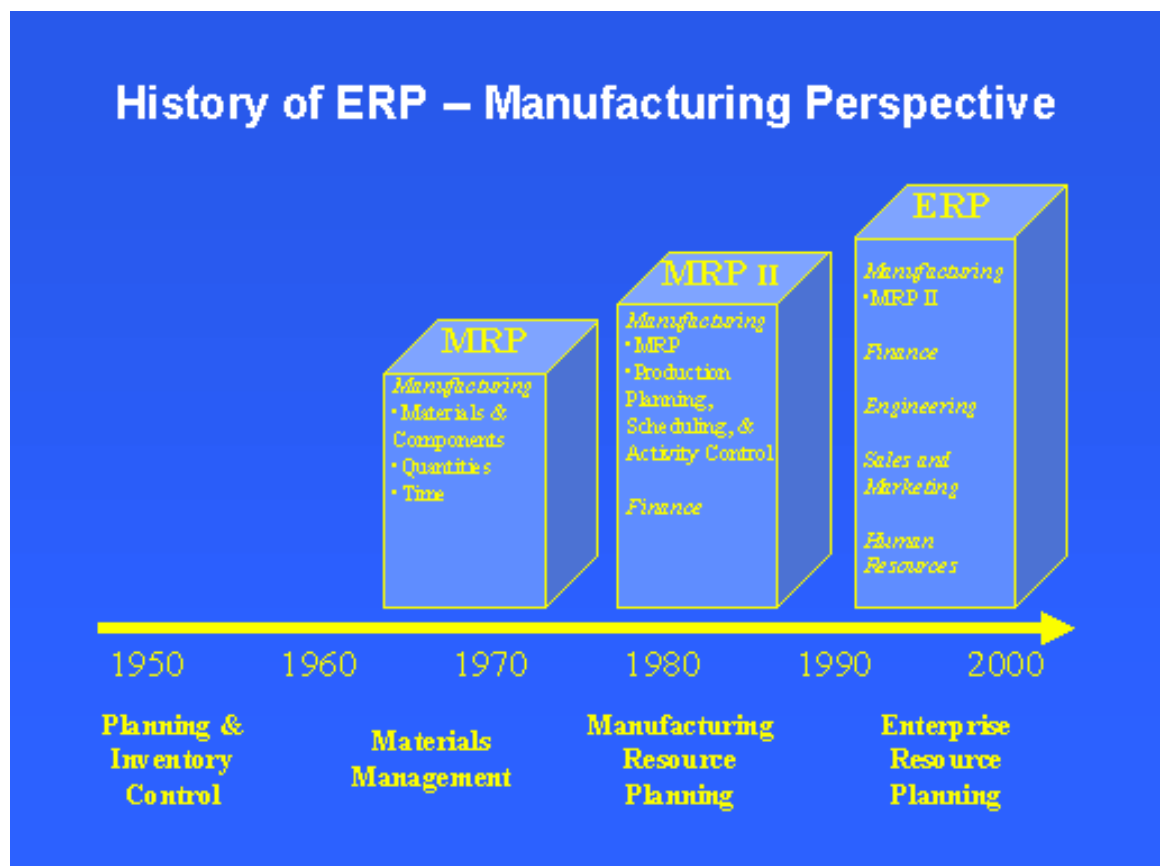 History of ERP – Manufacturing Perspective
MRP
Manufacturing
• Materials &
Components
• Quantities
• Time
MRP II
Manufacturing
• MRP
• Production
Planning,
Scheduling, &
Activity Control
Finance
ERP
Manufacturing
• MRP II
Finance
Engineering
Sales and
Marketing
Human
Resources
1950 1960 1970 1980 1990 2000
Planning &
Inventory
Control
Materials
Management
Manufacturing
Resource
Planning
Enterprise
Resource
Planning